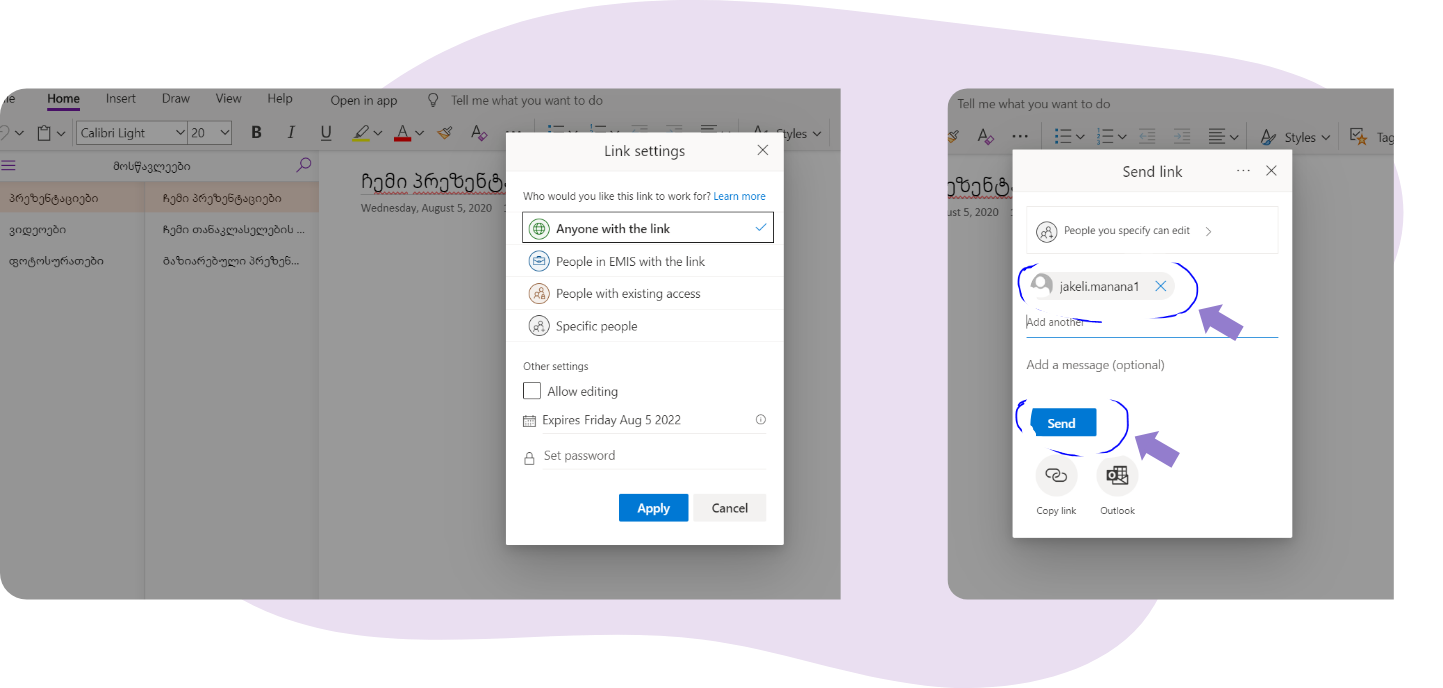 Home Insert Draw View Help Open in app Tell me what you want to do
Calibri Light 20 B I U Styles
მოსწავლეები
პრეზენტაციები
ვიდეოები
ფოტოსურათები
ჩემი პრეზენტაციები
ჩემი თანაკლასელების ...
გაზიარებული პრეზენ...
ჩემი პრეზენტ
Wednesday, August 5, 2020
Link settings
Who would you like this link to work for? Learn more
Anyone with the link
People in EMIS with the link
People with existing access
Specific people
Other settings
Allow editing
Expires Friday Aug 5 2022
Set password
Apply Cancel
Tell me what you want to do
Styles Tag
ეზენტ
ust 5, 2020
Send link
People you specify can edit
jakeli.manana1
Add another
Add a message (optional)
Send
Copy link Outlook